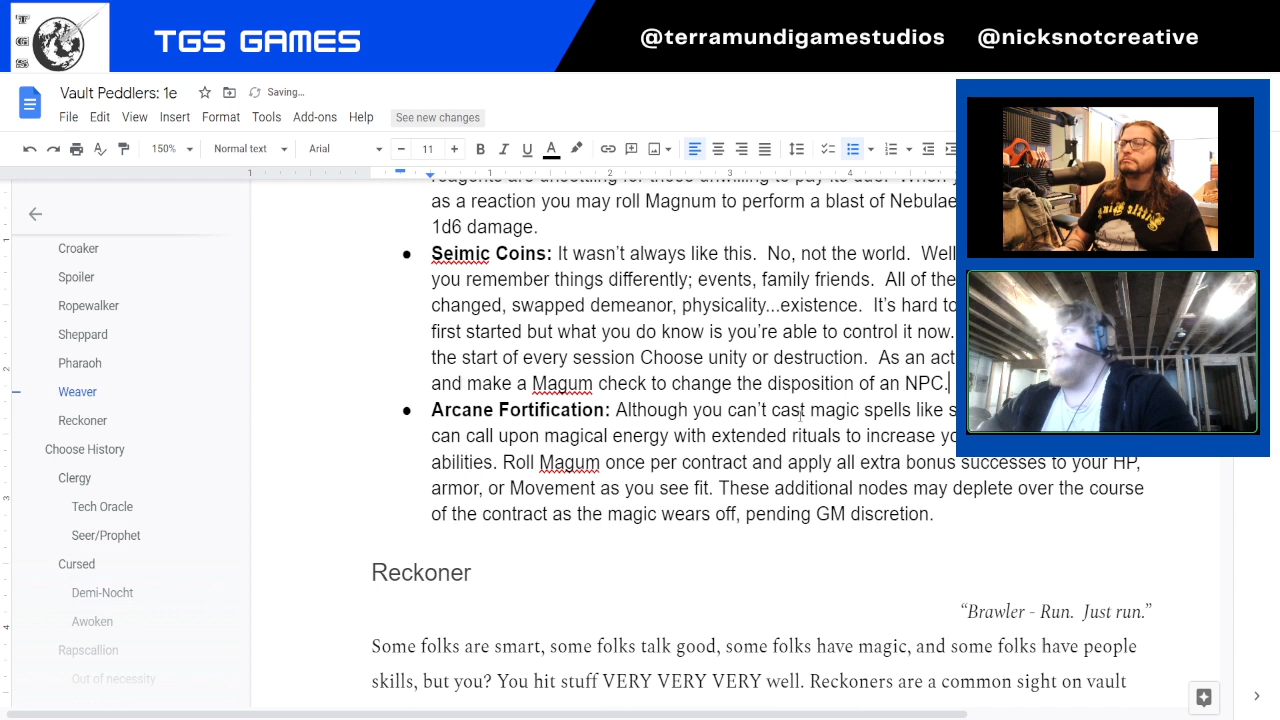 T
G
S
TGS GAMES
@terramundigamestudios @nicksnotcreative
Vault Peddlers: 1e
Saving…
File Edit View Insert Format Tools Add-ons Help See new changes
150% Normal text Arial - 11 + B I U A
1 1 2 3 4
Croaker
Spoiler
Ropewalker
Sheppard
Pharaoh
Weaver
Reckoner
Choose History
Clergy
Tech Oracle
Seer/Prophet
Cursed
Demi-Nocht
Awoken
Rapscallion
Out of necessity
as a reaction you may roll Magnum to perform a blast of Nebulae
1d6 damage.
● Seimic Coins: It wasn’t always like this. No, not the world. Well
you remember things differently; events, family friends. All of the
changed, swapped demeanor, physicality...existence. It’s hard to
first started but what you do know is you’re able to control it now.
the start of every session Choose unity or destruction. As an act
and make a Magum check to change the disposition of an NPC.
● Arcane Fortification: Although you can’t cast magic spells like s
can call upon magical energy with extended rituals to increase yo
abilities. Roll Magum once per contract and apply all extra bonus successes to your HP,
armor, or Movement as you see fit. These additional nodes may deplete over the course
of the contract as the magic wears off, pending GM discretion.
Reckoner
“Brawler - Run. Just run.”
Some folks are smart, some folks talk good, some folks have magic, and some folks have people
skills, but you? You hit stuff VERY VERY VERY well. Reckoners are a common sight on vault